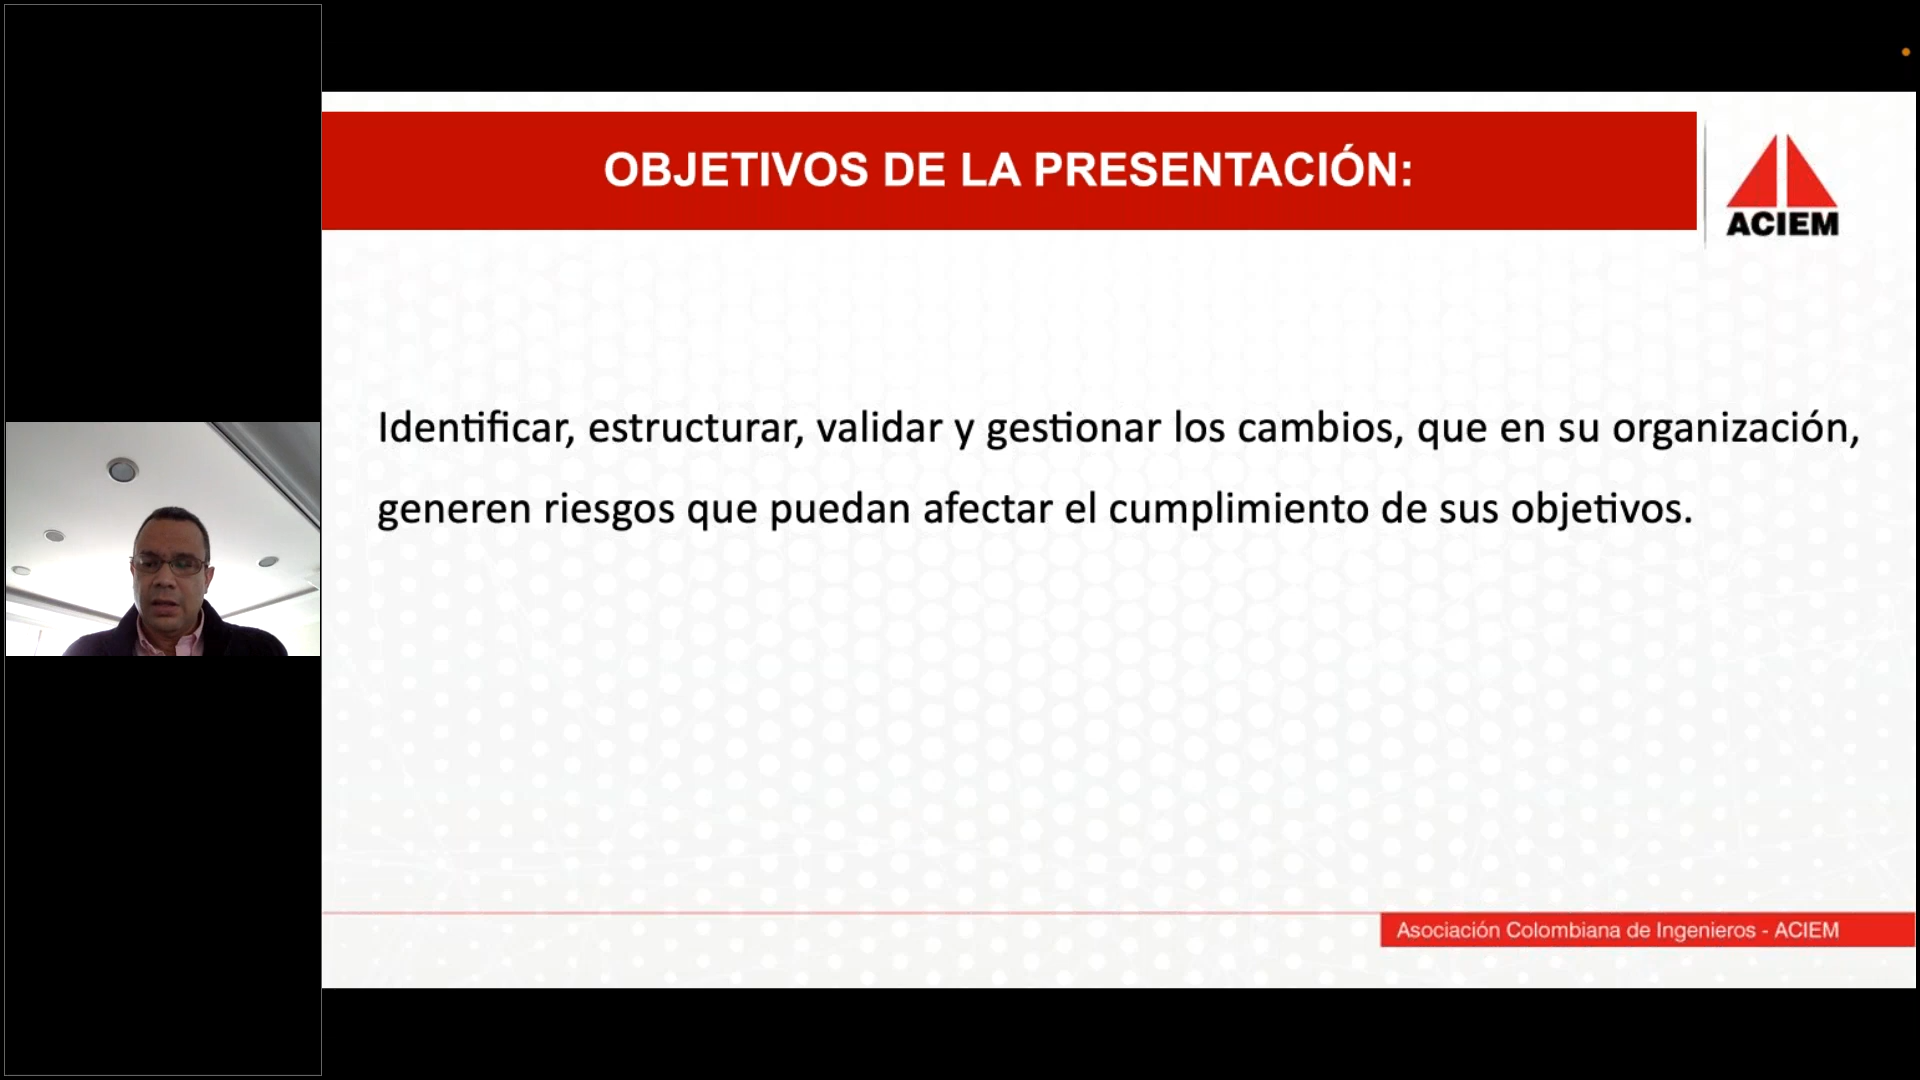 OBJETIVOS DE LA PRESENTACIÓN:
ACIEM
Identificar, estructurar, validar y gestionar los cambios, que en su organización,
generen riesgos que puedan afectar el cumplimiento de sus objetivos.
Asociación Colombiana de Ingenieros - ACIEM